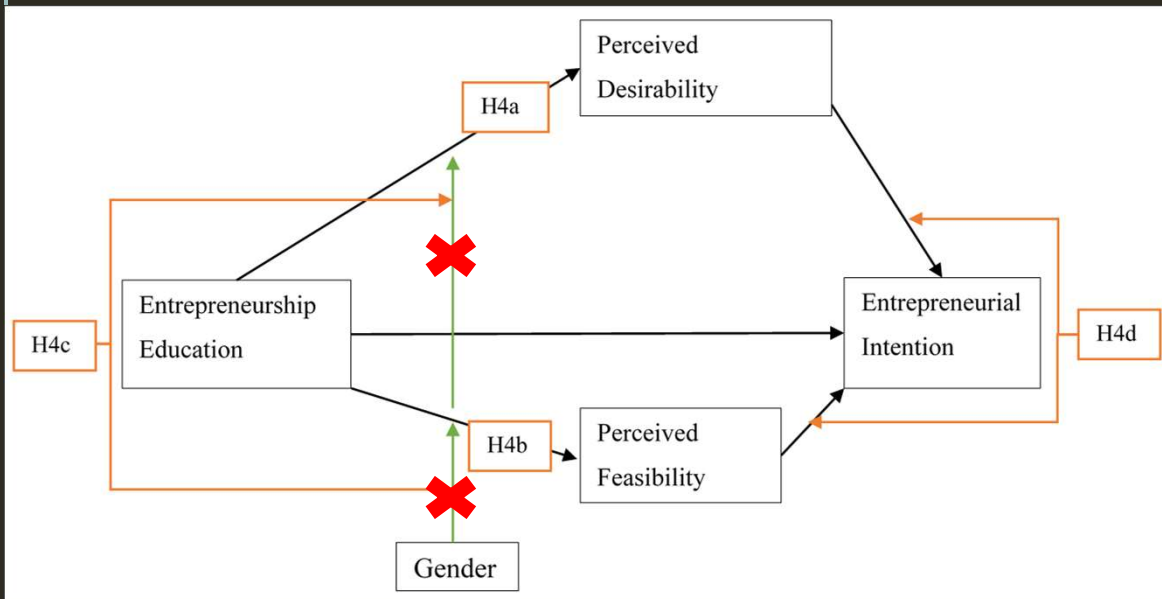 Perceived
Desirability
H4a
Entrepreneurship
Education
Entrepreneurial
Intention
H4c
H4d
H4b
Perceived
Feasibility
Gender